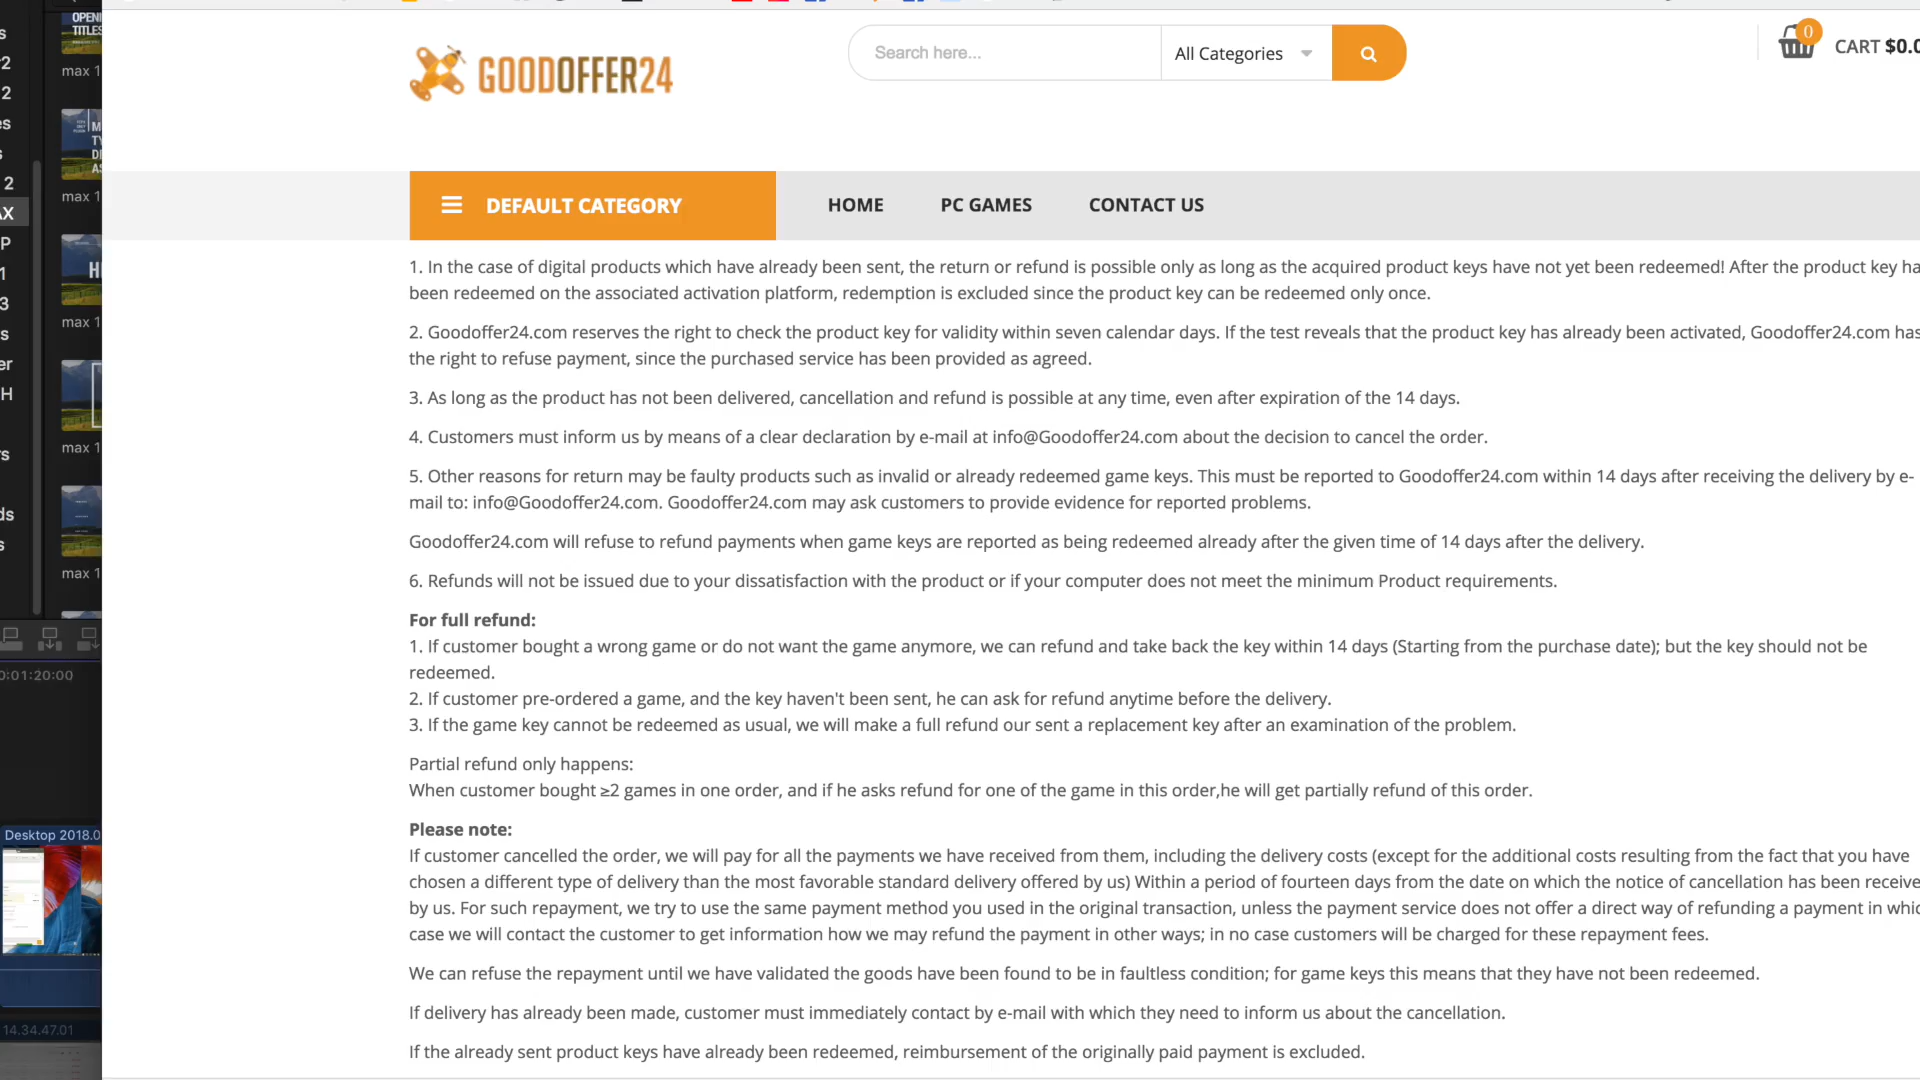 OPENI
TITLES
max 1
max 1
max 1
max 1
max 1
0:01:20:00
Desktop 2018.0
14.34.47.01
GOODOFFER24
Search here...
All Categories
0
CART $0.0
DEFAULT CATEGORY
HOME
PC GAMES
CONTACT US
1. In the case of digital products which have already been sent, the return or refund is possible only as long as the acquired product keys have not yet been redeemed! After the product key ha
been redeemed on the associated activation platform, redemption is excluded since the product key can be redeemed only once.
2. Goodoffer24.com reserves the right to check the product key for validity within seven calendar days. If the test reveals that the product key has already been activated, Goodoffer24.com has
the right to refuse payment, since the purchased service has been provided as agreed.
3. As long as the product has not been delivered, cancellation and refund is possible at any time, even after expiration of the 14 days.
4. Customers must inform us by means of a clear declaration by e-mail at info@Goodoffer24.com about the decision to cancel the order.
5. Other reasons for return may be faulty products such as invalid or already redeemed game keys. This must be reported to Goodoffer24.com within 14 days after receiving the delivery by e-
mail to: info@Goodoffer24.com. Goodoffer24.com may ask customers to provide evidence for reported problems.
Goodoffer24.com will refuse to refund payments when game keys are reported as being redeemed already after the given time of 14 days after the delivery.
6. Refunds will not be issued due to your dissatisfaction with the product or if your computer does not meet the minimum Product requirements.
For full refund:
1. If customer bought a wrong game or do not want the game anymore, we can refund and take back the key within 14 days (Starting from the purchase date); but the key should not be
redeemed.
2. If customer pre-ordered a game, and the key haven't been sent, he can ask for refund anytime before the delivery.
3. If the game key cannot be redeemed as usual, we will make a full refund our sent a replacement key after an examination of the problem.
Partial refund only happens:
When customer bought ≥2 games in one order, and if he asks refund for one of the game in this order,he will get partially refund of this order.
Please note:
If customer cancelled the order, we will pay for all the payments we have received from them, including the delivery costs (except for the additional costs resulting from the fact that you have
chosen a different type of delivery than the most favorable standard delivery offered by us) Within a period of fourteen days from the date on which the notice of cancellation has been receive
by us. For such repayment, we try to use the same payment method you used in the original transaction, unless the payment service does not offer a direct way of refunding a payment in whic
case we will contact the customer to get information how we may refund the payment in other ways; in no case customers will be charged for these repayment fees.
We can refuse the repayment until we have validated the goods have been found to be in faultless condition; for game keys this means that they have not been redeemed.
If delivery has already been made, customer must immediately contact by e-mail with which they need to inform us about the cancellation.
If the already sent product keys have already been redeemed, reimbursement of the originally paid payment is excluded.